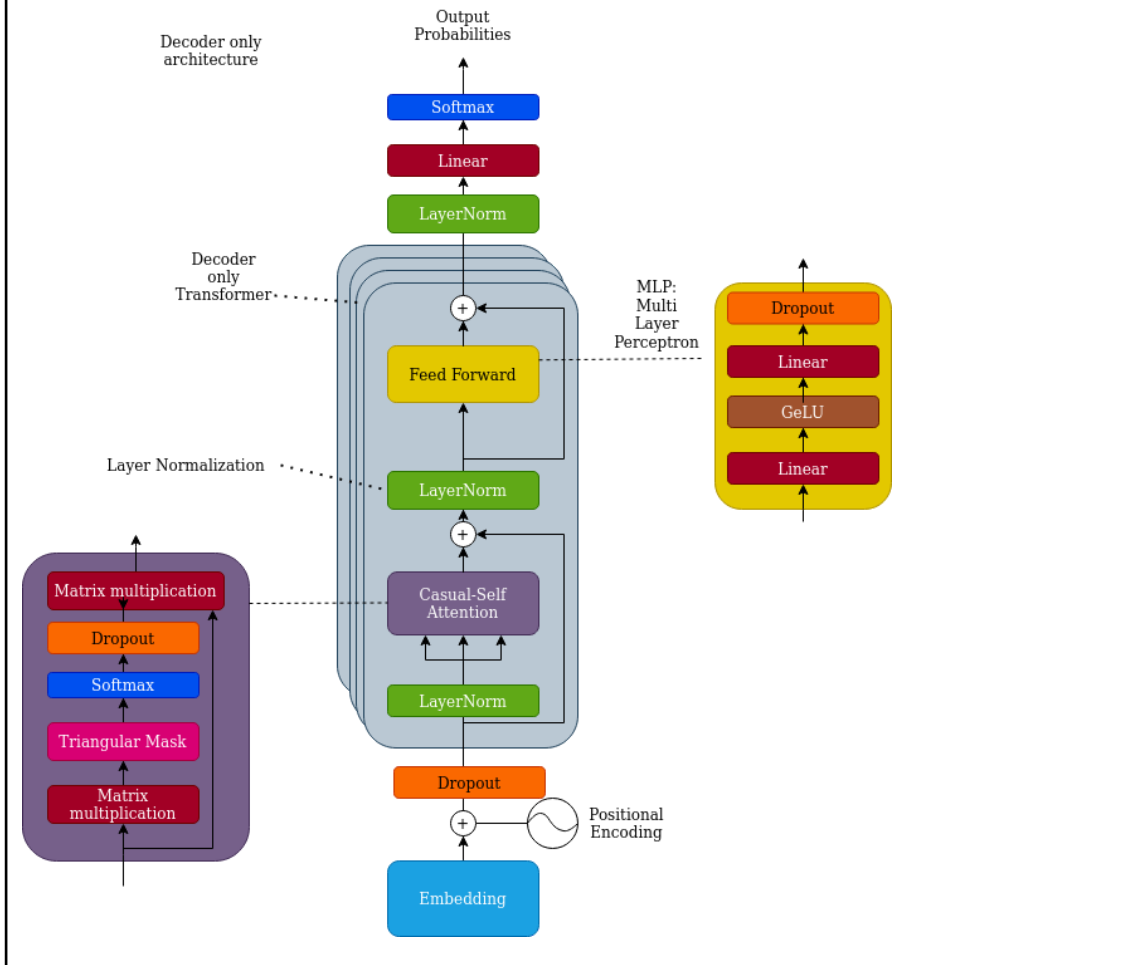 Decoder only
architecture
Output
Probabilities
Softmax
Linear
LayerNorm
Decoder
only
Transformer
+
Feed Forward
MLP:
Multi
Layer
Perceptron
Dropout
Linear
GeLU
Linear
Layer Normalization
LayerNorm
+
Casual-Self
Attention
LayerNorm
Matrix multiplication
Dropout
Softmax
Triangular Mask
Matrix
multiplication
Dropout
+
Positional
Encoding
Embedding